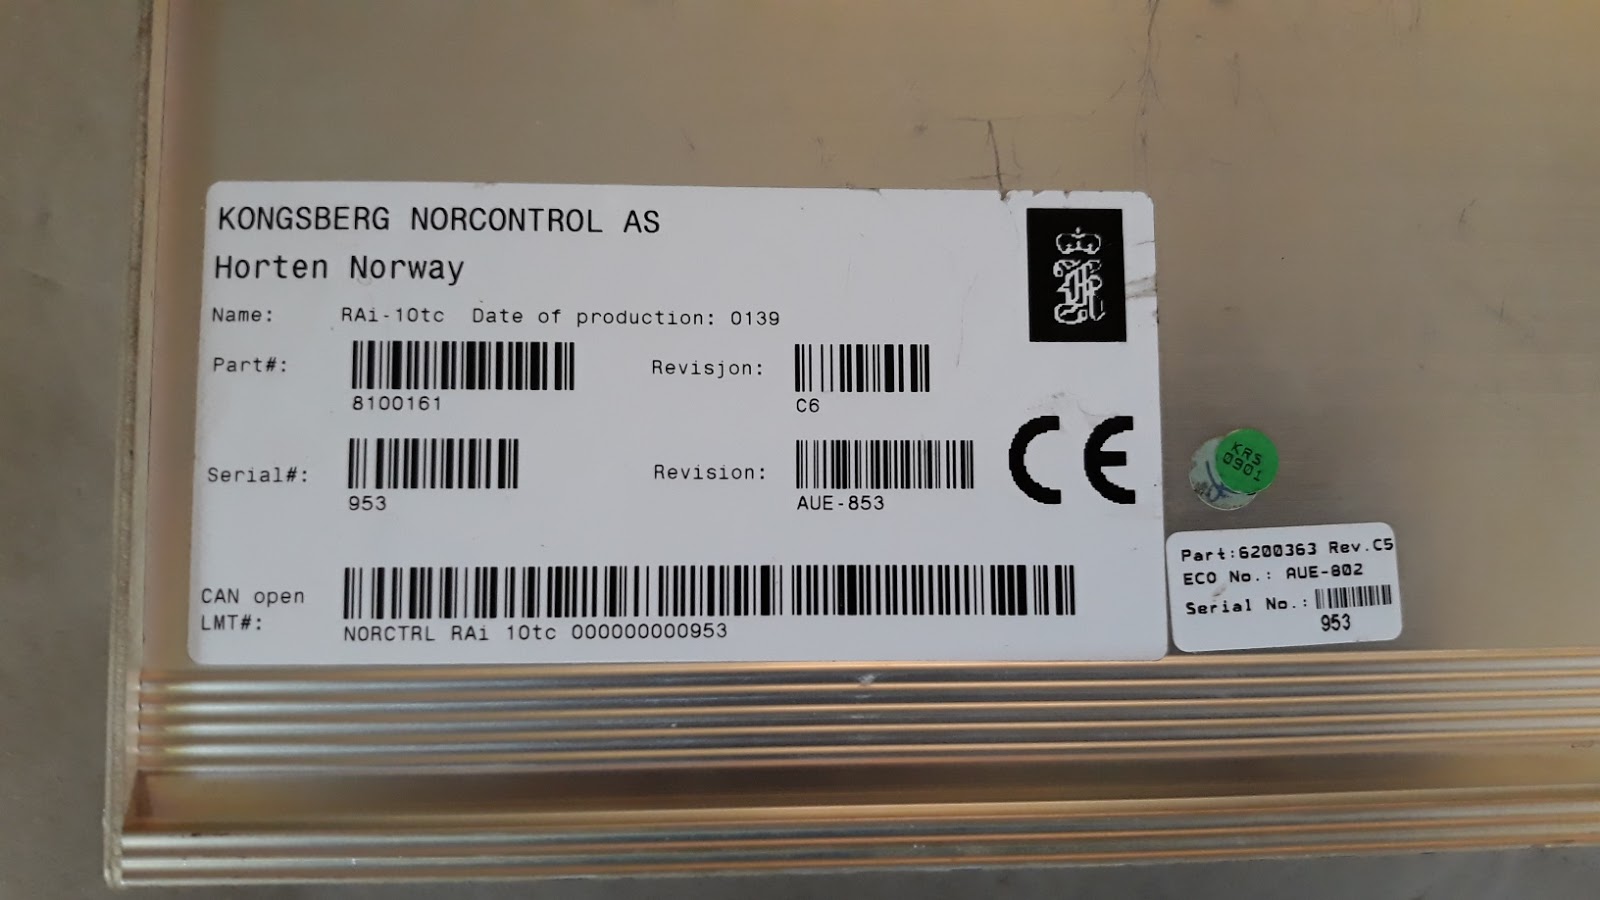 KONGSBERG NORCONTROL AS
Horten Norway
Name: RAi-10tc Date of production: 0139
Part#: Revisjon:
8100161 C6
Serial#: Revision:
953 AUE-853
CE
CAN open
LMT#:
NORCTRL RAi 10tc 000000000953
KRS
0901
Part:6200363 Rev.C5
ECO No.: AUE-802
Serial No.:
953